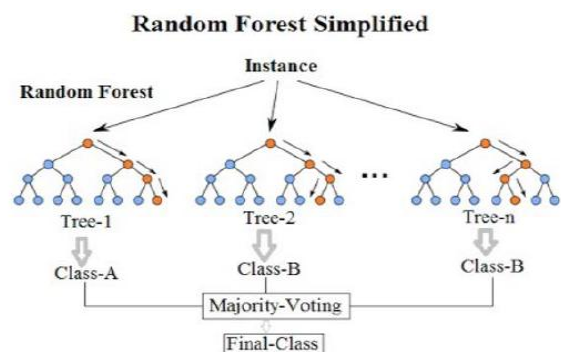 Random Forest Simplified
Instance
Random Forest
...
Tree-1
Tree-2
Tree-n
Class-A
Class-B
Class-B
Majority-Voting
Final-Class